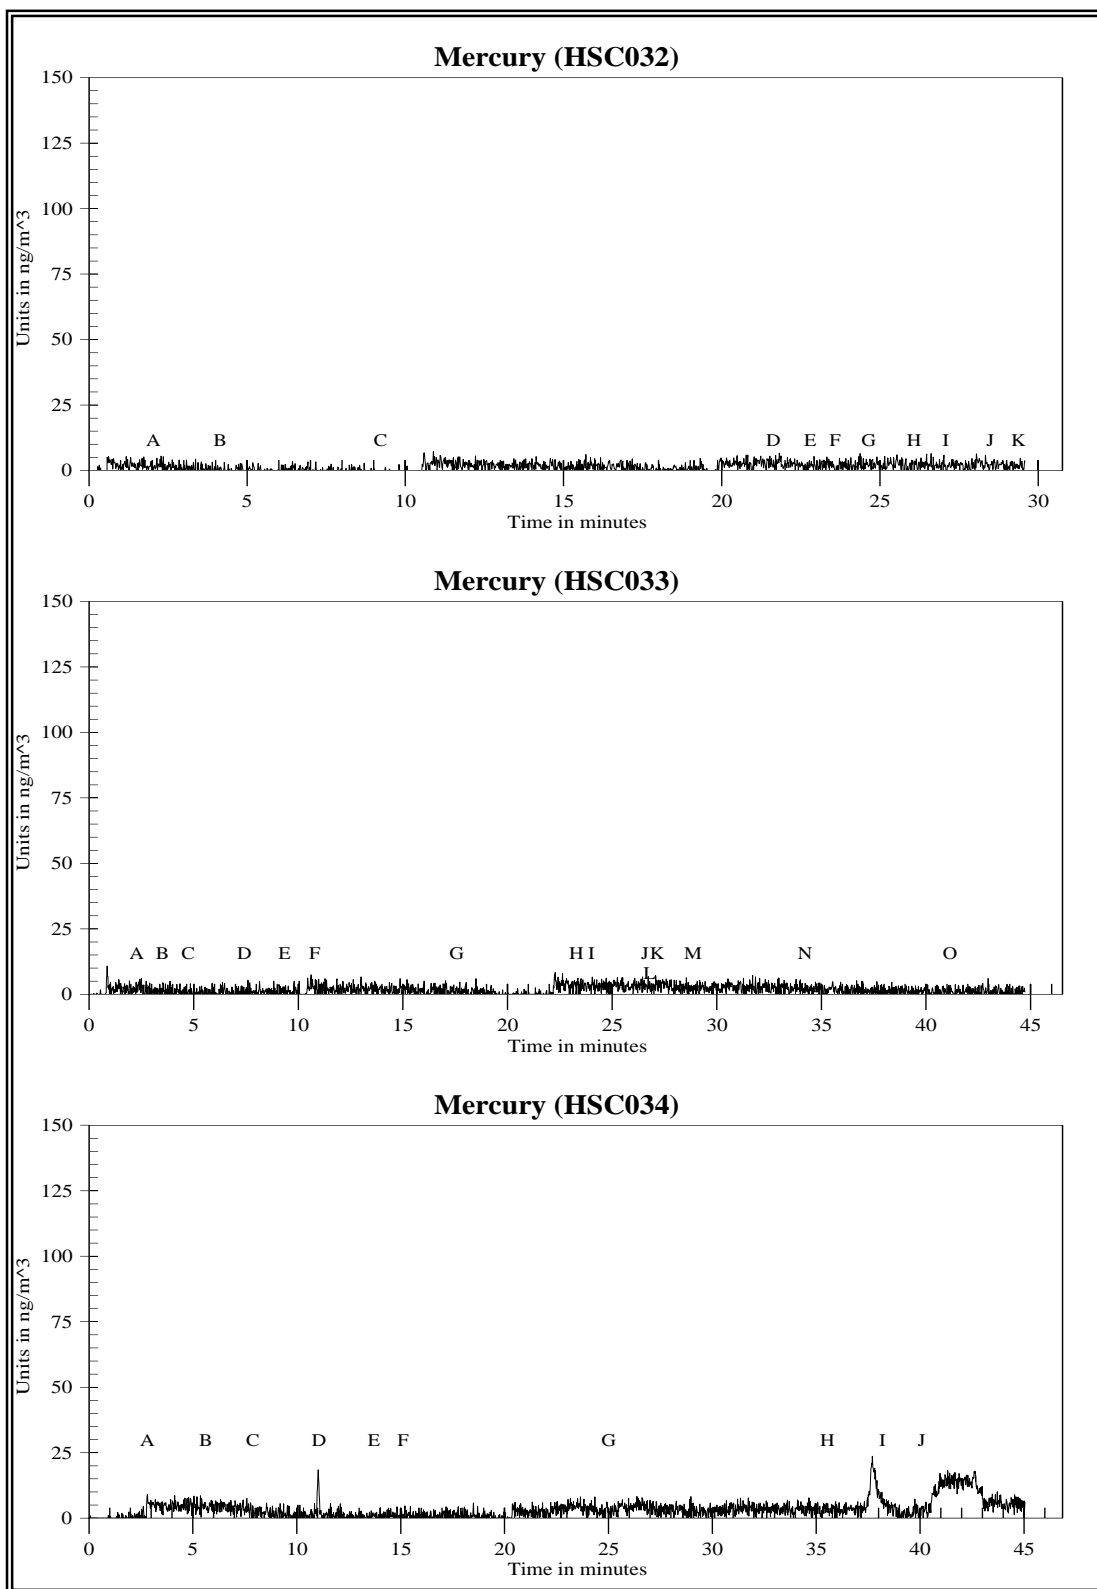 Mercury (HSC032)
150
125
100
75
50
25
0
Units in ng/m^3
A B C D E F G H I J K
0 5 10 15 20 25 30
Time in minutes
Mercury (HSC033)
150
125
100
75
50
25
0
Units in ng/m^3
A B C D E F G H I J K M N O
L
0 5 10 15 20 25 30 35 40 45
Time in minutes
Mercury (HSC034)
150
125
100
75
50
25
0
Units in ng/m^3
A B C D E F G H I J
0 5 10 15 20 25 30 35 40 45
Time in minutes